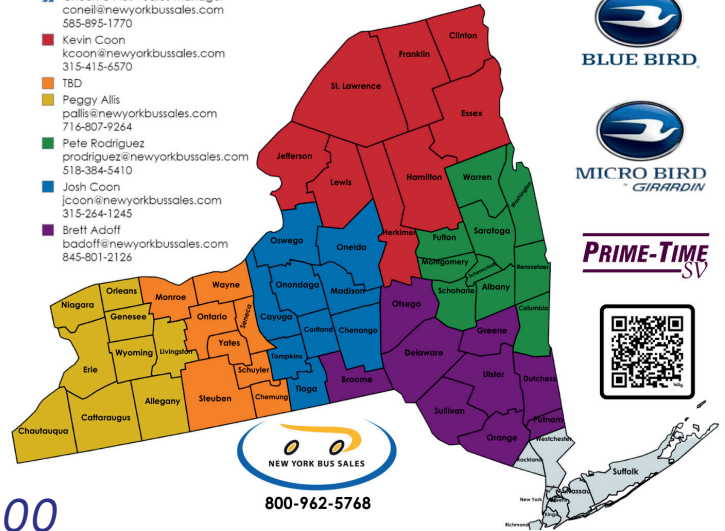 coneil@newyorkbussales.com
585-895-1770
Kevin Coon
kcoon@newyorkbussales.com
315-415-6570
TBD
Peggy Allis
pallis@newyorkbussales.com
716-807-9264
Pete Rodriguez
prodriguez@newyorkbussales.com
518-384-5410
Josh Coon
jcoon@newyorkbussales.com
315-264-1245
Brett Adoff
badoff@newyorkbussales.com
845-801-2126
Clinton
Franklin
St. Lawrence
Essex
Jefferson
Lewis
Hamilton
Warren
Washington
Herkimer
Fulton
Saratoga
Oswego
Oneida
Montgomery
Schenectady
Rensselaer
Onondaga
Madison
Schoharie
Albany
Otsego
Columbia
Niagara
Orleans
Monroe
Wayne
Genesee
Ontario
Seneca
Cayuga
Cortland
Chenango
Greene
Erie
Wyoming
Livingston
Yates
Tompkins
Delaware
Schuyler
Broome
Ulster
Dutchess
Chautauqua
Cattaraugus
Allegany
Steuben
Chemung
Tioga
Sullivan
Putnam
Orange
Westchester
Rockland
Suffolk
Nassau
New York
Kings
Richmond
BLUE BIRD
MICRO BIRD
by GIRARDIN
PRIME-TIME
SV
NEW YORK BUS SALES
800-962-5768
00